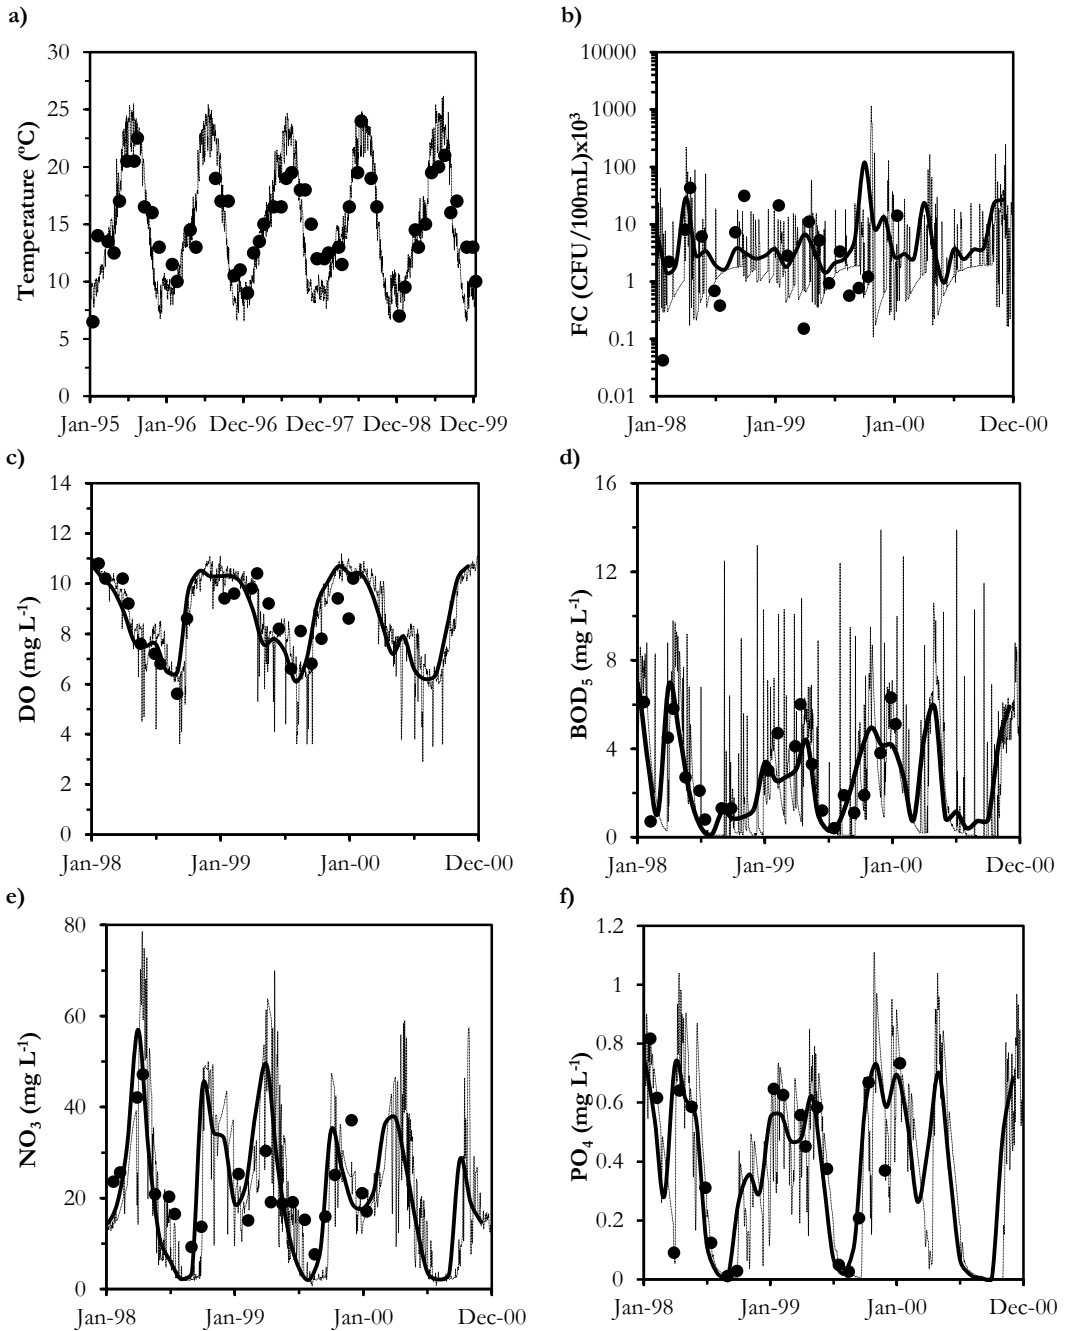 a)
30
25
20
15
10
5
0
Temperature (ºC)
Jan-95 Jan-96 Dec-96 Dec-97 Dec-98 Dec-99
b)
10000
1000
100
10
1
0.1
0.01
FC (CFU/100mL)x10³
Jan-98 Jan-99 Jan-00 Dec-00
c)
14
12
10
8
6
4
2
0
DO (mg L⁻¹)
Jan-98 Jan-99 Jan-00 Dec-00
d)
16
12
8
4
0
BOD₅ (mg L⁻¹)
Jan-98 Jan-99 Jan-00 Dec-00
e)
80
60
40
20
0
NO₃ (mg L⁻¹)
Jan-98 Jan-99 Jan-00 Dec-00
f)
1.2
1
0.8
0.6
0.4
0.2
0
PO₄ (mg L⁻¹)
Jan-98 Jan-99 Jan-00 Dec-00